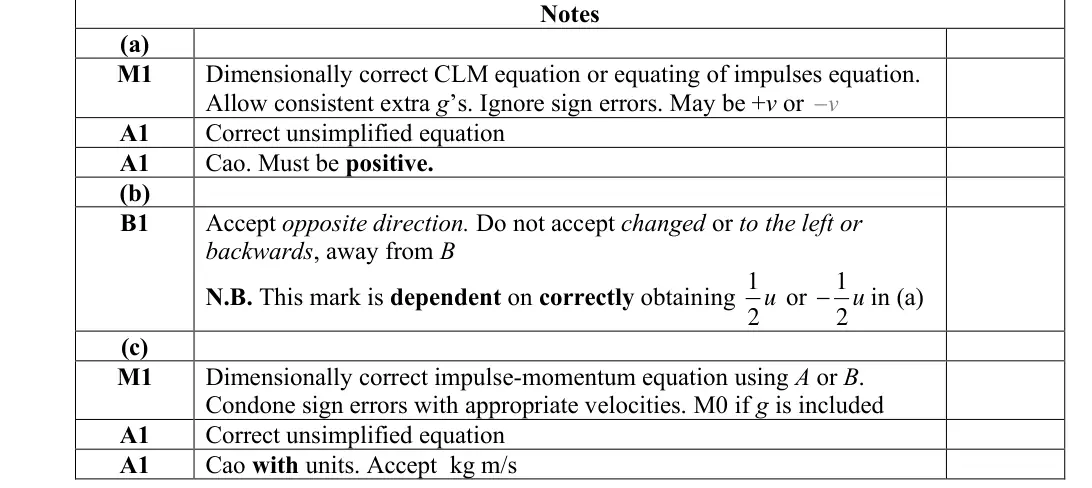 Notes
(a)
M1 Dimensionally correct CLM equation or equating of impulses equation.
Allow consistent extra g's. Ignore sign errors. May be +v or −v
A1 Correct unsimplified equation
A1 Cao. Must be positive.
(b)
B1 Accept opposite direction. Do not accept changed or to the left or
backwards, away from B
N.B. This mark is dependent on correctly obtaining 1/2 u or −1/2 u in (a)
(c)
M1 Dimensionally correct impulse-momentum equation using A or B.
Condone sign errors with appropriate velocities. M0 if g is included
A1 Correct unsimplified equation
A1 Cao with units. Accept kg m/s